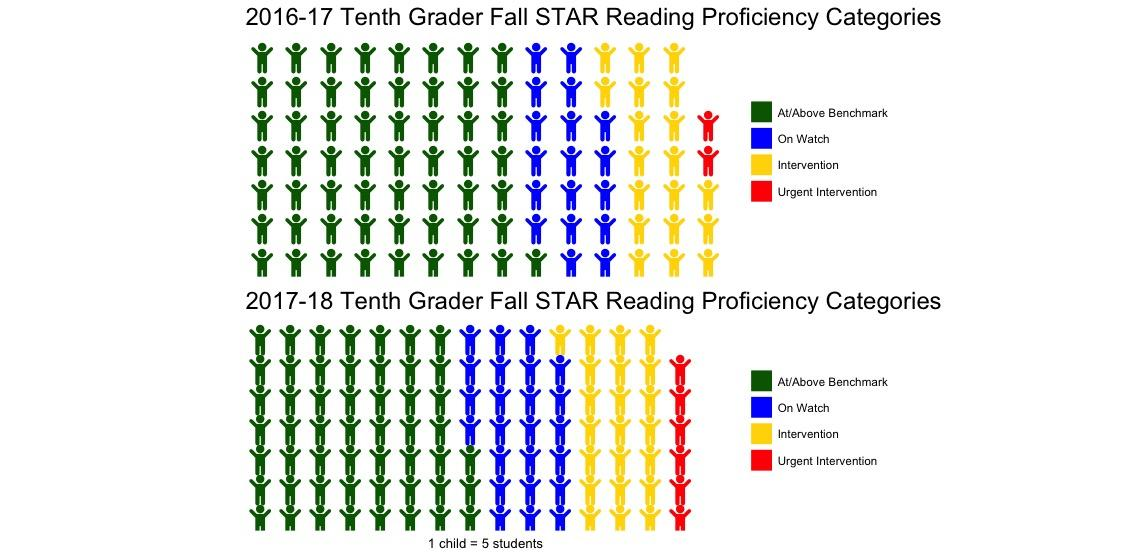 2016-17 Tenth Grader Fall STAR Reading Proficiency Categories
At/Above Benchmark
On Watch
Intervention
Urgent Intervention
2017-18 Tenth Grader Fall STAR Reading Proficiency Categories
At/Above Benchmark
On Watch
Intervention
Urgent Intervention
1 child = 5 students